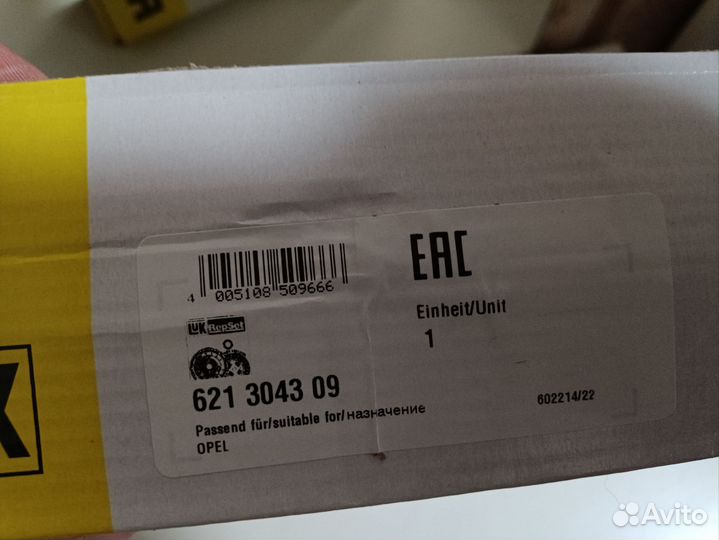 EAC
4 005108 509666
Einheit/Unit
1
LuK RepSet
621 3043 09
Passend für/suitable for/назначение
OPEL
602214/22
K
Avito